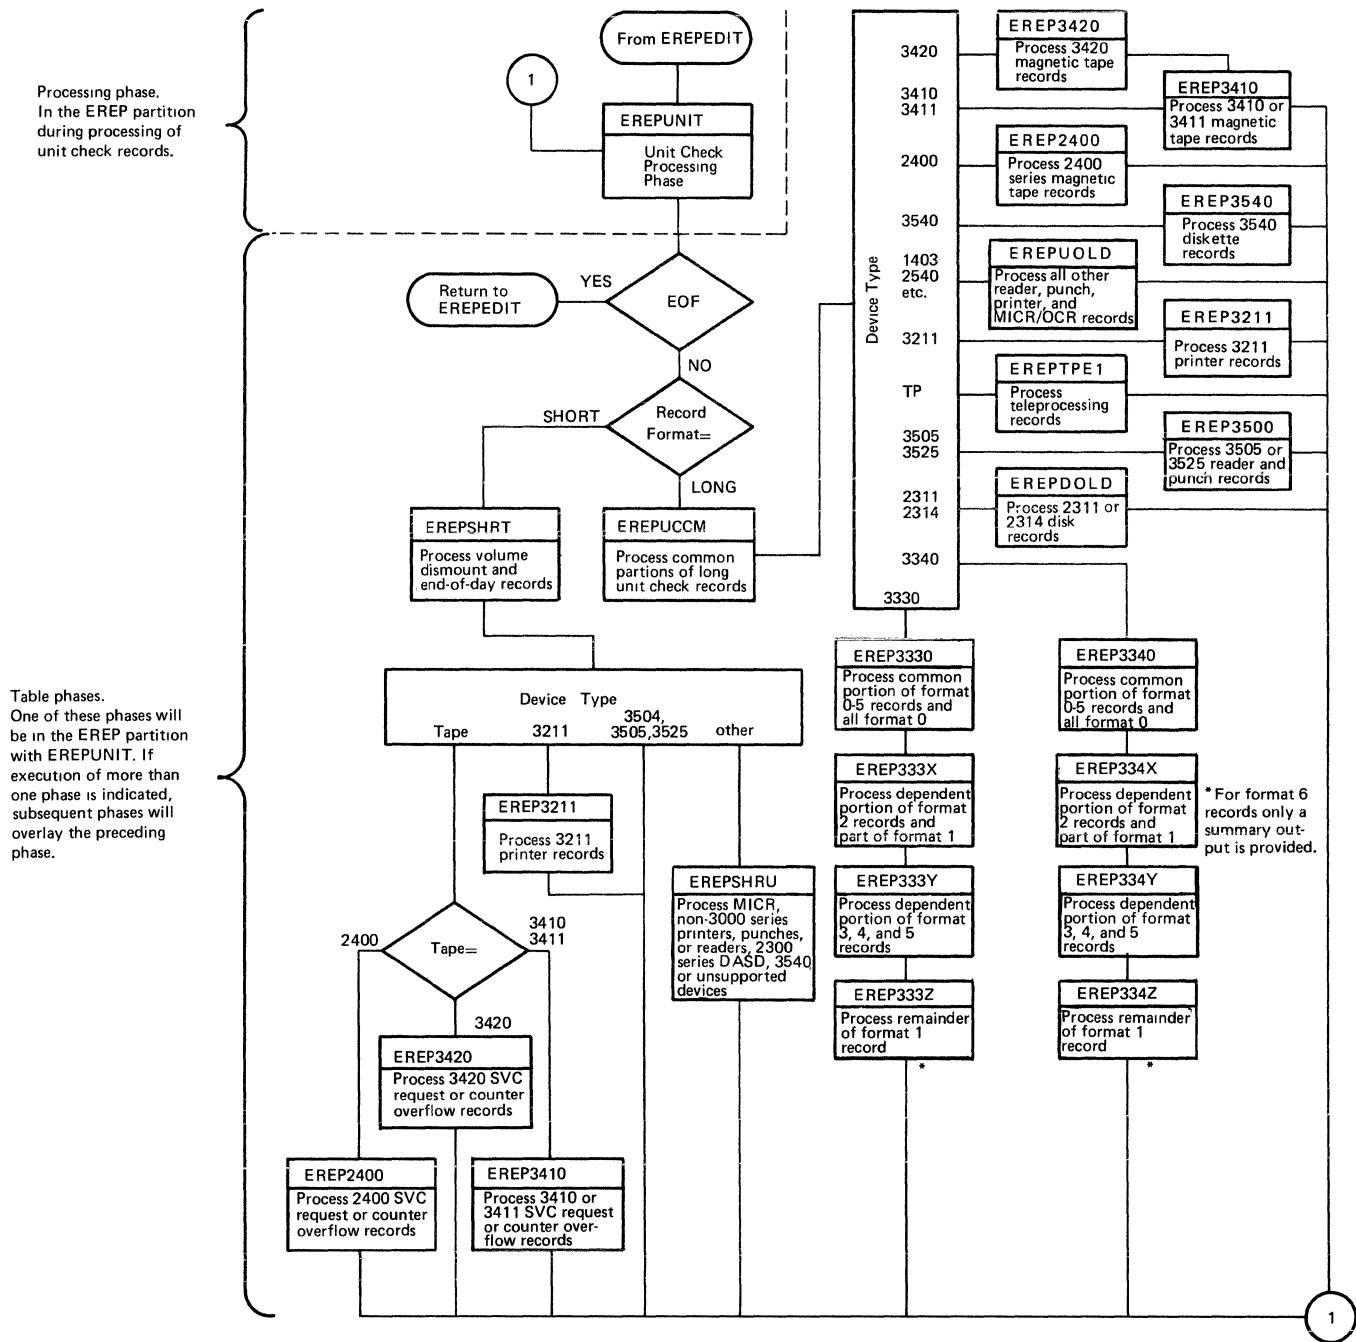 Processing phase.
In the EREP partition
during processing of
unit check records.
From EREPEDIT
1
EREPUNIT
Unit Check
Processing
Phase
EOF
YES
Return to
EREPEDIT
NO
Record
Format=
SHORT
LONG
EREPSHRT
Process volume
dismount and
end-of-day records
EREPUCCM
Process common
partions of long
unit check records
Table phases.
One of these phases will
be in the EREP partition
with EREPUNIT. If
execution of more than
one phase is indicated,
subsequent phases will
overlay the preceding
phase.
Device Type
Tape
3211
3504,
3505,3525
other
EREP3211
Process 3211
printer records
EREPSHRU
Process MICR,
non-3000 series
printers, punches,
or readers, 2300
series DASD, 3540
or unsupported
devices
Tape=
2400
3410
3411
3420
EREP3420
Process 3420 SVC
request or counter
overflow records
EREP2400
Process 2400 SVC
request or counter
overflow records
EREP3410
Process 3410 or
3411 SVC request
or counter over-
flow records
Device Type
3420
3410
3411
2400
3540
1403
2540
etc.
3211
TP
3505
3525
2311
2314
3340
3330
EREP3420
Process 3420
magnetic tape
records
EREP3410
Process 3410 or
3411 magnetic
tape records
EREP2400
Process 2400
series magnetic
tape records
EREP3540
Process 3540
diskette
records
EREPUOLD
Process all other
reader, punch,
printer, and
MICR/OCR records
EREP3211
Process 3211
printer records
EREPTPE1
Process
teleprocessing
records
EREP3500
Process 3505 or
3525 reader and
punch records
EREPDOLD
Process 2311 or
2314 disk
records
EREP3330
Process common
portion of format
0-5 records and
all format 0
EREP333X
Process dependent
portion of format
2 records and
part of format 1
EREP333Y
Process dependent
portion of format
3, 4, and 5
records
EREP333Z
Process remainder
of format 1
record
*
EREP3340
Process common
portion of format
0-5 records and
all format 0
EREP334X
Process dependent
portion of format
2 records and
part of format 1
EREP334Y
Process dependent
portion of format
3, 4, and 5
records
EREP334Z
Process remainder
of format 1
record
*
* For format 6
records only a
summary out-
put is provided.
1